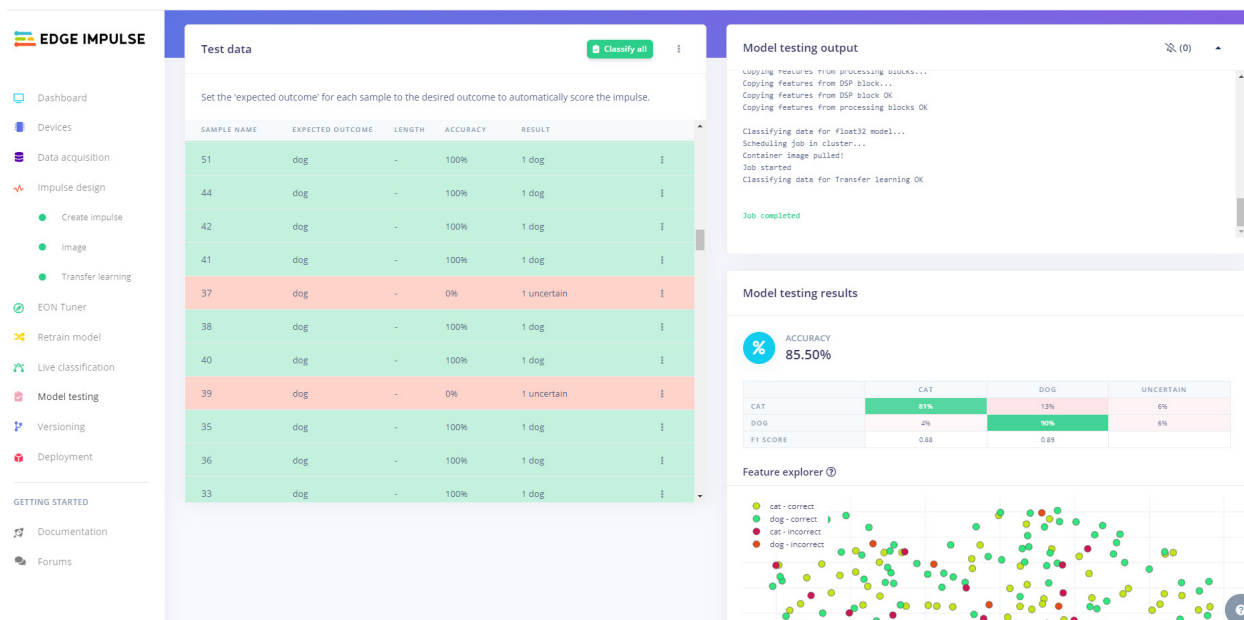 EDGE IMPULSE
Dashboard
Devices
Data acquisition
Impulse design
Create impulse
Image
Transfer learning
EON Tuner
Retrain model
Live classification
Model testing
Versioning
Deployment
GETTING STARTED
Documentation
Forums
Test data
Classify all
Set the 'expected outcome' for each sample to the desired outcome to automatically score the impulse.
SAMPLE NAME EXPECTED OUTCOME LENGTH ACCURACY RESULT
51 dog - 100% 1 dog
44 dog - 100% 1 dog
42 dog - 100% 1 dog
41 dog - 100% 1 dog
37 dog - 0% 1 uncertain
38 dog - 100% 1 dog
40 dog - 100% 1 dog
39 dog - 0% 1 uncertain
35 dog - 100% 1 dog
36 dog - 100% 1 dog
33 dog - 100% 1 dog
Model testing output
(0)
Copying features from processing blocks...
Copying features from DSP block...
Copying features from DSP block OK
Copying features from processing blocks OK
Classifying data for float32 model...
Scheduling job in cluster...
Container image pulled!
Job started
Classifying data for Transfer learning OK
Job completed
Model testing results
%
ACCURACY
85.50%
CAT DOG UNCERTAIN
CAT 81% 13% 6%
DOG 4% 90% 6%
F1 SCORE 0.88 0.89
Feature explorer ?
cat - correct
dog - correct
cat - incorrect
dog - incorrect
?